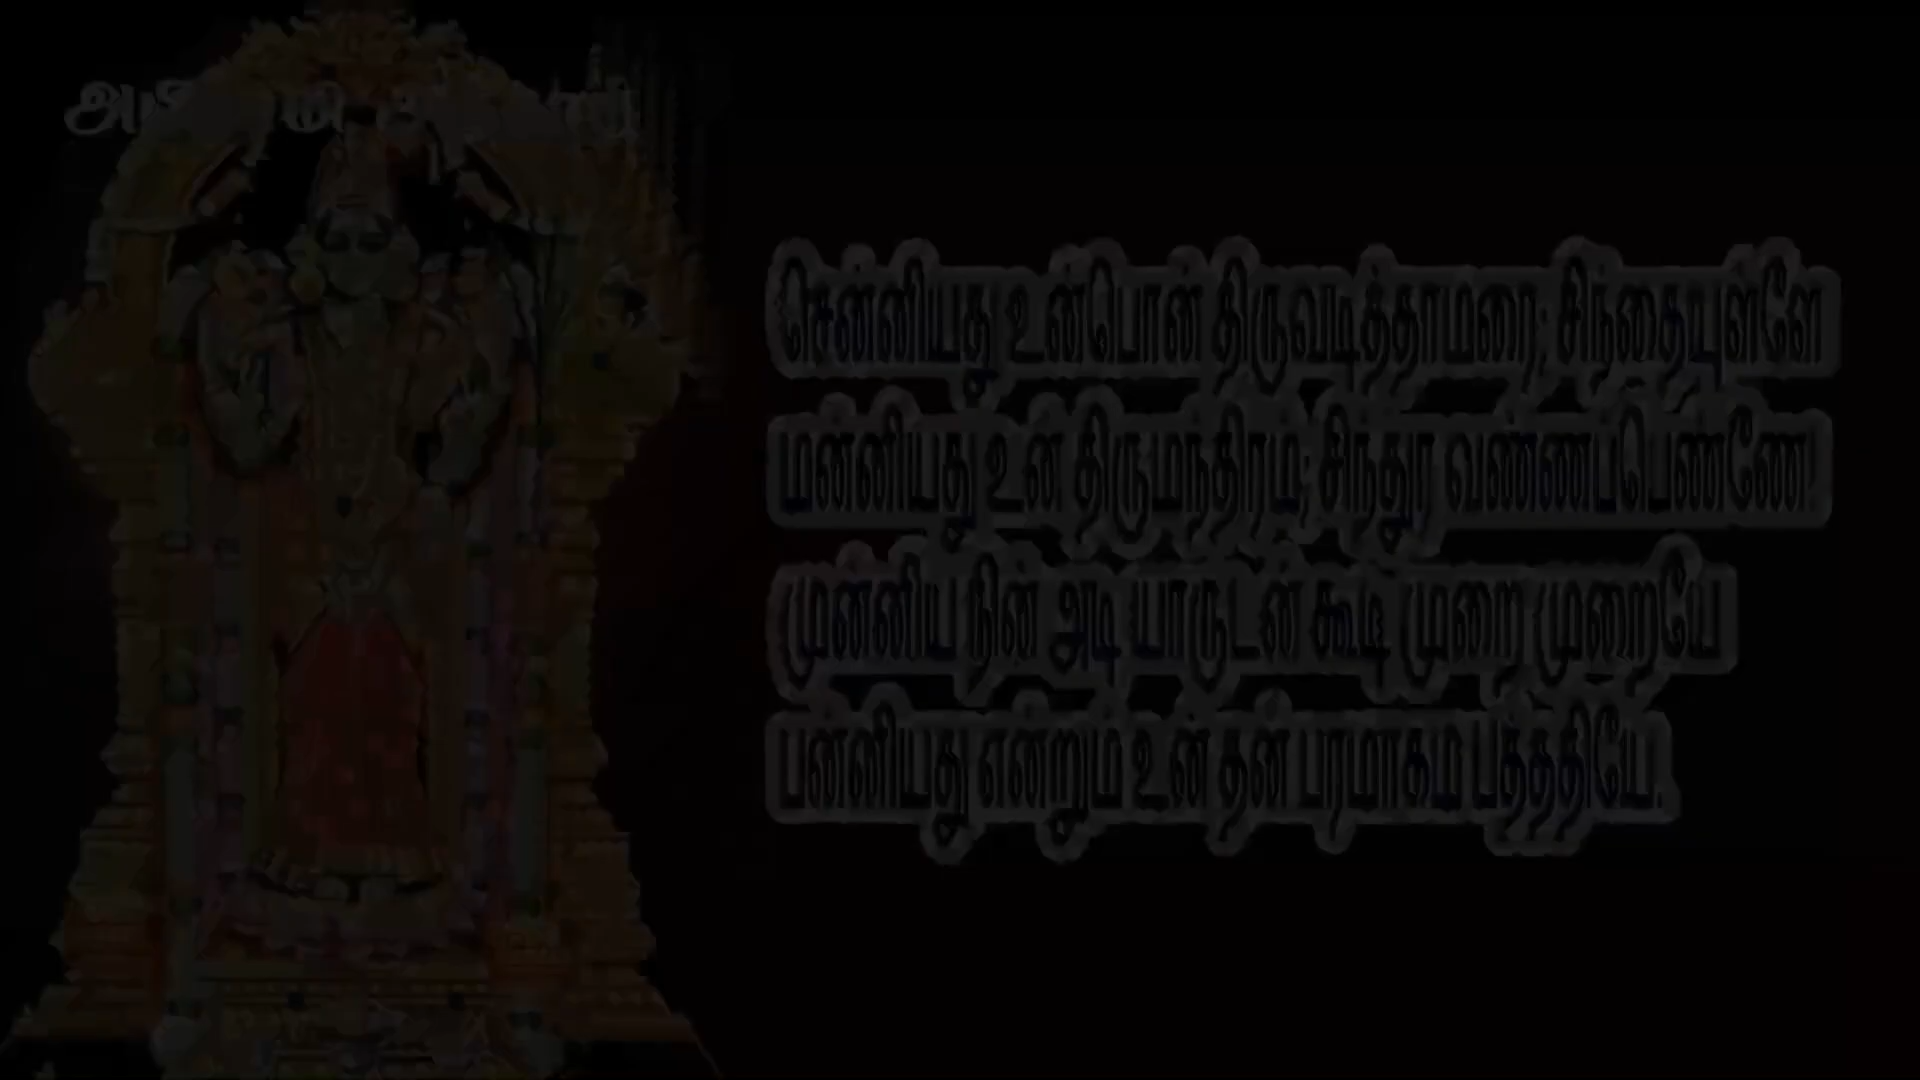 சென்னியது உன்பொன் திருவடித்தாமரை; சிந்தையுள்ளே
மன்னியது உன் திருமந்திரம்; சிந்தூர வண்ணப்பெண்ணே!
முன்னிய நின் அடி யாருடன் கூடி முறை முறையே
பன்னியது என்றும் உன் தன் பரமாகம பத்ததியே.